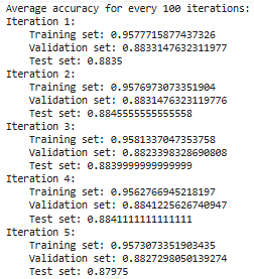 Average accuracy for every 100 iterations:
Iteration 1:
Training set: 0.9577715877437326
Validation set: 0.8833147632311977
Test set: 0.8835
Iteration 2:
Training set: 0.9576973073351904
Validation set: 0.8831476323119776
Test set: 0.8845555555555558
Iteration 3:
Training set: 0.9581337047353758
Validation set: 0.8823398328690808
Test set: 0.8839999999999999
Iteration 4:
Training set: 0.9562766945218197
Validation set: 0.8841225626740947
Test set: 0.8841111111111111
Iteration 5:
Training set: 0.9573073351903435
Validation set: 0.8827298050139274
Test set: 0.87975